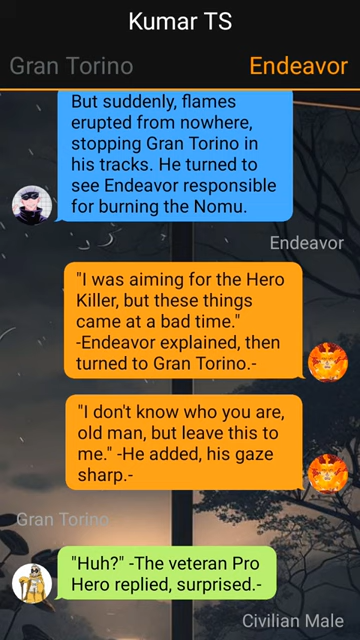 Kumar TS
Gran Torino
Endeavor
But suddenly, flames
erupted from nowhere,
stopping Gran Torino in
his tracks. He turned to
see Endeavor responsible
for burning the Nomu.
Endeavor
"I was aiming for the Hero
Killer, but these things
came at a bad time."
-Endeavor explained, then
turned to Gran Torino.-
"I don't know who you are,
old man, but leave this to
me." -He added, his gaze
sharp.-
Gran Torino
"Huh?" -The veteran Pro
Hero replied, surprised.-
Civilian Male